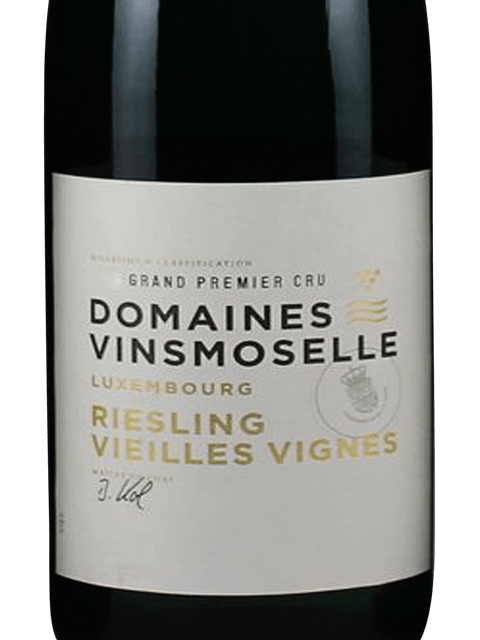 GRAND PREMIER CRU
DOMAINES
VINSMOSELLE
LUXEMBOURG
RIESLING
VIEILLES VIGNES